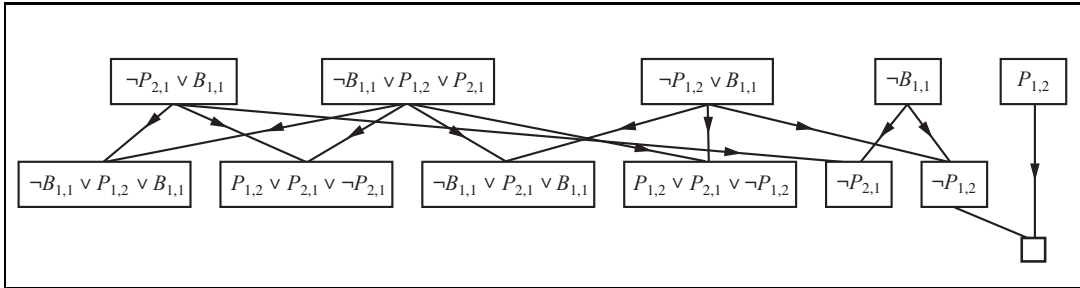 ¬P2,1 ∨ B1,1 ¬B1,1 ∨ P1,2 ∨ P2,1 ¬P1,2 ∨ B1,1 ¬B1,1 P1,2
¬B1,1 ∨ P1,2 ∨ B1,1 P1,2 ∨ P2,1 ∨ ¬P2,1 ¬B1,1 ∨ P2,1 ∨ B1,1 P1,2 ∨ P2,1 ∨ ¬P1,2 ¬P2,1 ¬P1,2